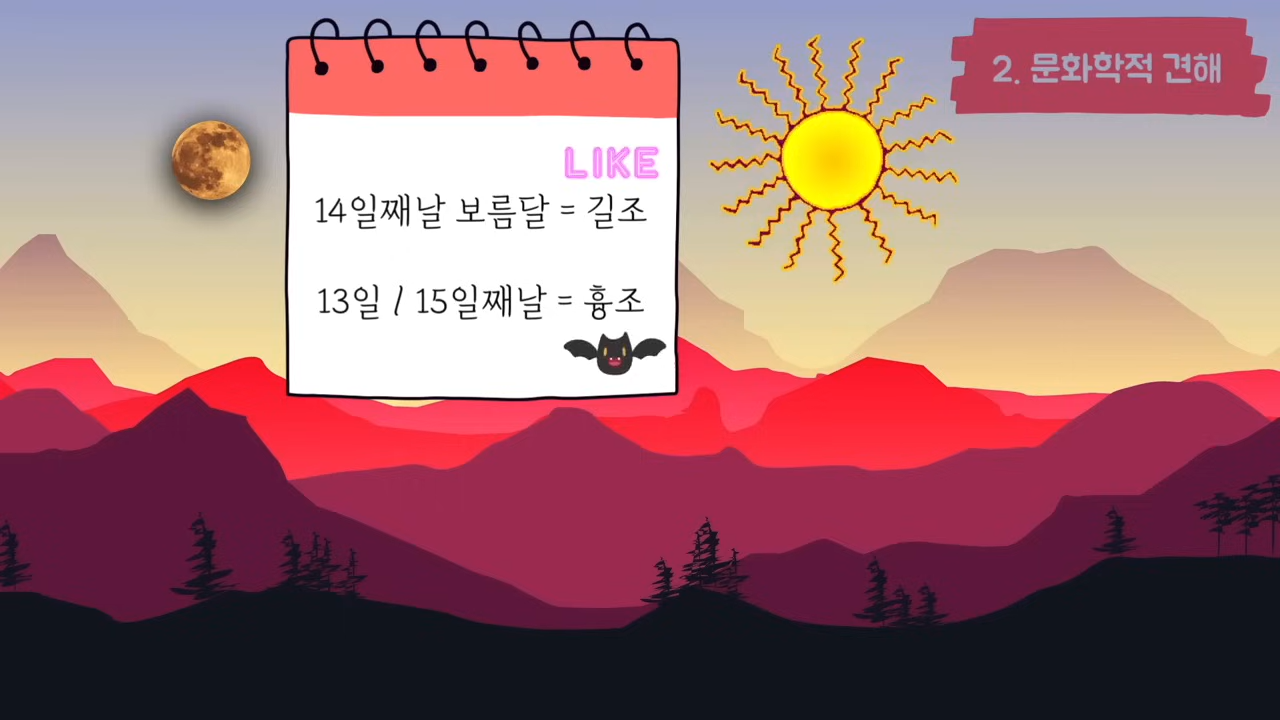 2. 문화학적 견해
LIKE
14일째날 보름달 = 길조
13일 / 15일째날 = 흉조